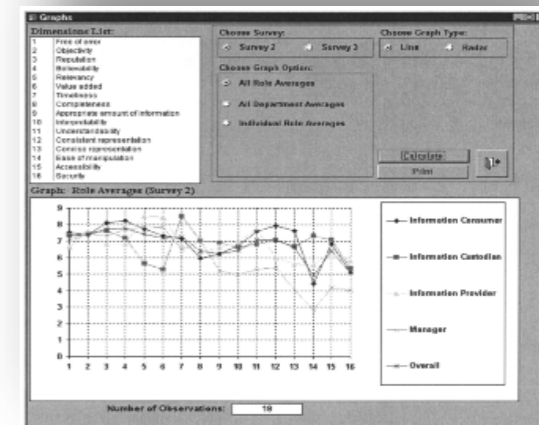 Graphs
Dimensions List:
1 Free of error
2 Objectivity
3 Reputation
4 Believability
5 Relevancy
6 Value added
7 Timeliness
8 Completeness
9 Appropriate amount of information
10 Interpretability
11 Understandability
12 Consistent representation
13 Concise representation
14 Ease of manipulation
15 Accessibility
16 Security
Choose Survey:
Survey 2 Survey 3
Choose Graph Type:
Line Radar
Choose Graph Option:
All Role Averages
All Department Averages
Individual Role Averages
Calculate
Print
Graph: Role Averages (Survey 2)
9
8
7
6
5
4
3
2
1
0
1 2 3 4 5 6 7 8 9 10 11 12 13 14 15 16
Information Consumer
Information Custodian
Information Provider
Manager
Overall
Number of Observations: 19